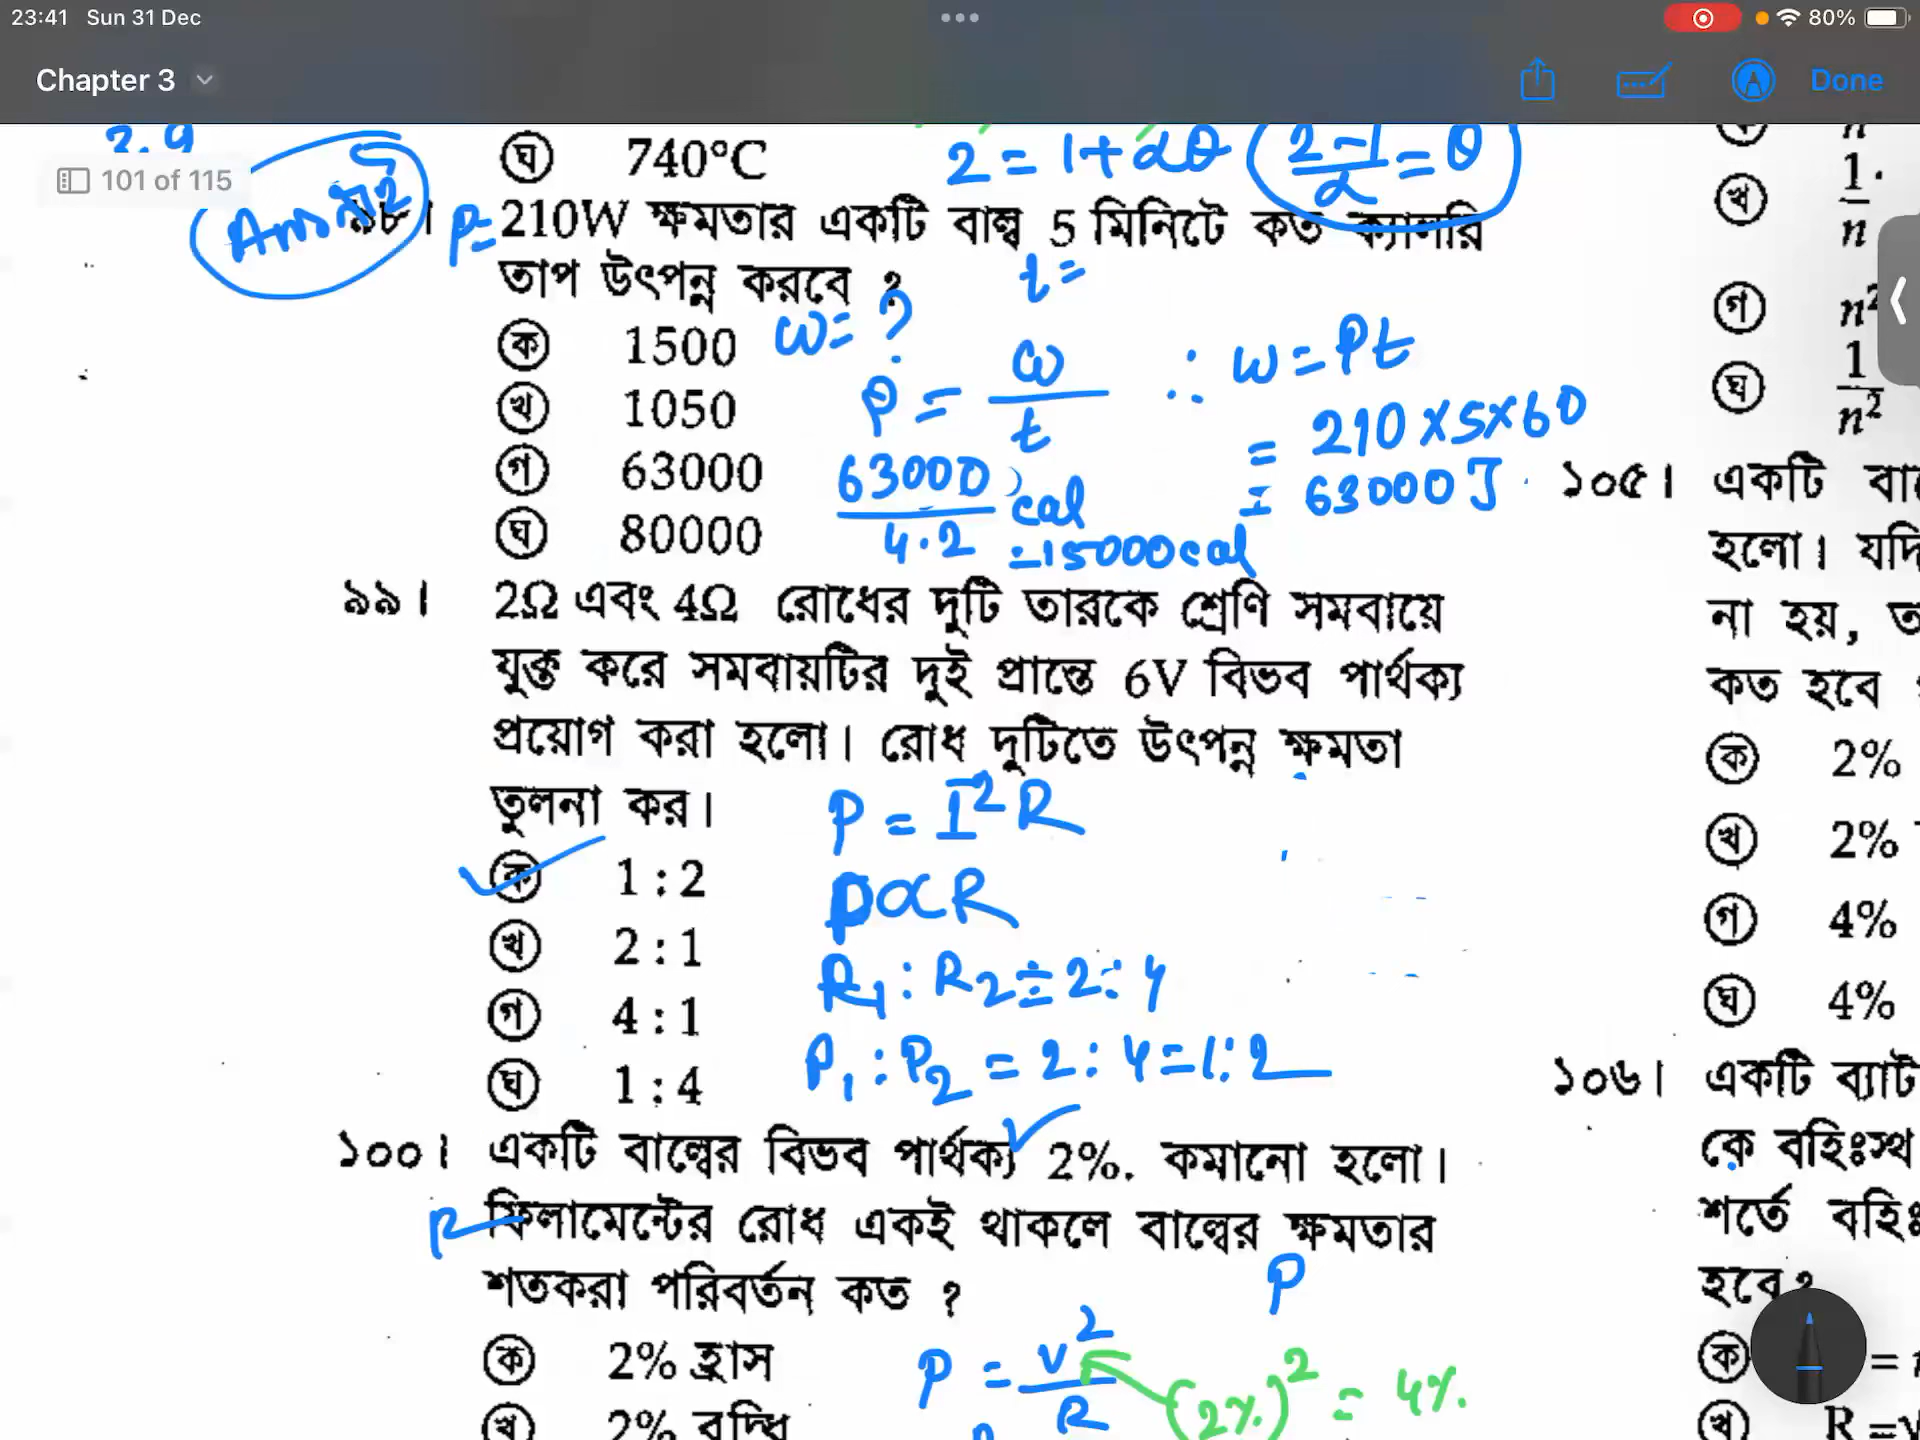 23:41 Sun 31 Dec
80%
Chapter 3
Done
101 of 115
ঘ 740°C
2 = 1+αθ
2-1/α = θ
Ans
৯৮। P= 210W ক্ষমতার একটি বাল্ব 5 মিনিটে কত ক্যালরি
তাপ উৎপন্ন করবে ?
t =
W= ?
ক 1500
খ 1050
গ 63000
ঘ 80000
P = W/t ∴ W = Pt
= 210×5×60
= 63000 J
63000/4.2 cal
=15000cal
৯৯। 2Ω এবং 4Ω রোধের দুটি তারকে শ্রেণি সমবায়ে
যুক্ত করে সমবায়টির দুই প্রান্তে 6V বিভব পার্থক্য
প্রয়োগ করা হলো। রোধ দুটিতে উৎপন্ন ক্ষমতা
তুলনা কর।
ক 1 : 2
খ 2 : 1
গ 4 : 1
ঘ 1 : 4
P = I²R
P∝R
R₁ : R₂ = 2 : 4
P₁ : P₂ = 2 : 4 = 1 : 2
১০০। একটি বাল্বের বিভব পার্থক্য 2%. কমানো হলো।
ফিলামেন্টের রোধ একই থাকলে বাল্বের ক্ষমতার
শতকরা পরিবর্তন কত ?
P
ক 2% হ্রাস
খ 2% বৃদ্ধি
P = V²/R
(2%)² = 4%
খ 1/n
গ n²
ঘ 1/n²
১০৫। একটি
হলো। যদি
না হয়,
কত হবে
ক 2%
খ 2%
গ 4%
ঘ 4%
১০৬। একটি
কে বহিঃস্থ
শর্তে
হবে ?
ক
খ R =